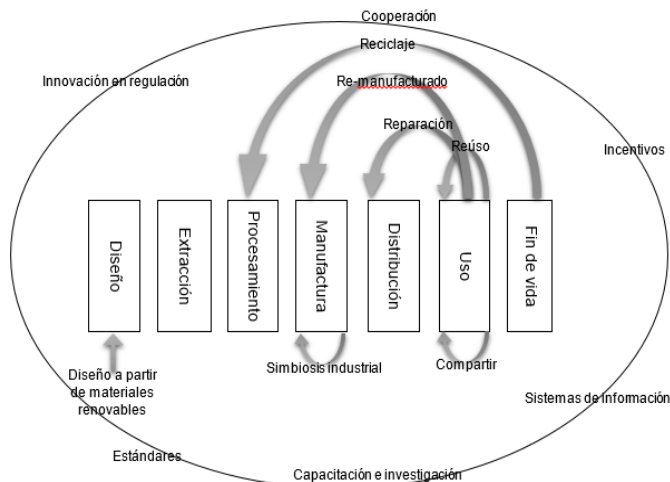 Cooperación
Reciclaje
Innovación en regulación
Re-manufacturado
Reparación
Reúso
Incentivos
Diseño
Extracción
Procesamiento
Manufactura
Distribución
Uso
Fin de vida
Simbiosis industrial
Compartir
Diseño a partir
de materiales
renovables
Sistemas de información
Estándares
Capacitación e investigación